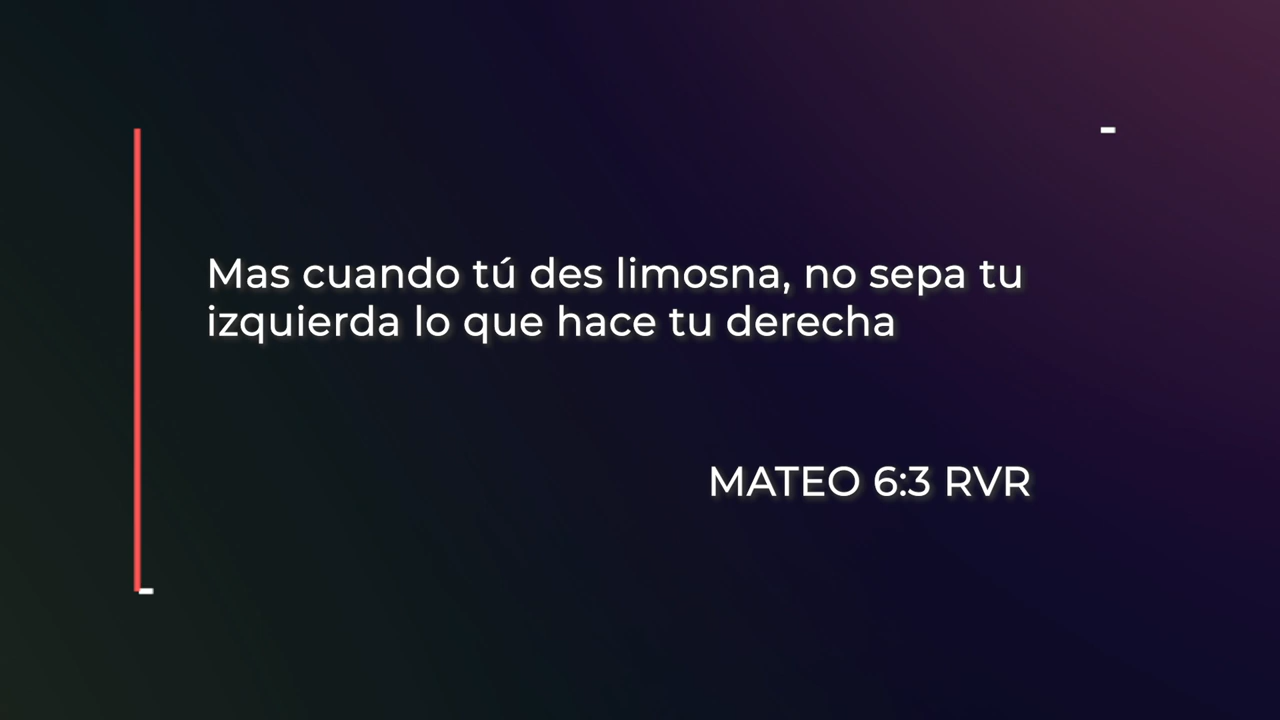 Mas cuando tú des limosna, no sepa tu
izquierda lo que hace tu derecha
MATEO 6:3 RVR